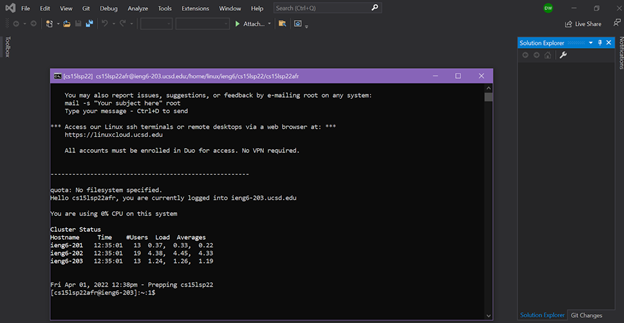 File Edit View Git Debug Analyze Tools Extensions Window Help Search (Ctrl+Q) DW
Attach... Live Share
Toolbox
Solution Explorer
Notifications
[cs15lsp22] cs15lsp22afr@ieng6-203.ucsd.edu:/home/linux/ieng6/cs15lsp22/cs15lsp22afr
You may also report issues, suggestions, or feedback by e-mailing root on any system:
mail -s "Your subject here" root
Type your message - Ctrl+D to send
*** Access our Linux ssh terminals or remote desktops via a web browser at: ***
https://linuxcloud.ucsd.edu
All accounts must be enrolled in Duo for access. No VPN required.
-------------------------------------------------------
quota: No filesystem specified.
Hello cs15lsp22afr, you are currently logged into ieng6-203.ucsd.edu
You are using 0% CPU on this system
Cluster Status
Hostname Time #Users Load Averages
ieng6-201 12:35:01 13 0.37, 0.33, 0.22
ieng6-202 12:35:01 19 4.38, 4.45, 4.33
ieng6-203 12:35:01 13 1.24, 1.26, 1.19
Fri Apr 01, 2022 12:38pm - Prepping cs15lsp22
[cs15lsp22afr@ieng6-203]:~:1$
Solution Explorer Git Changes